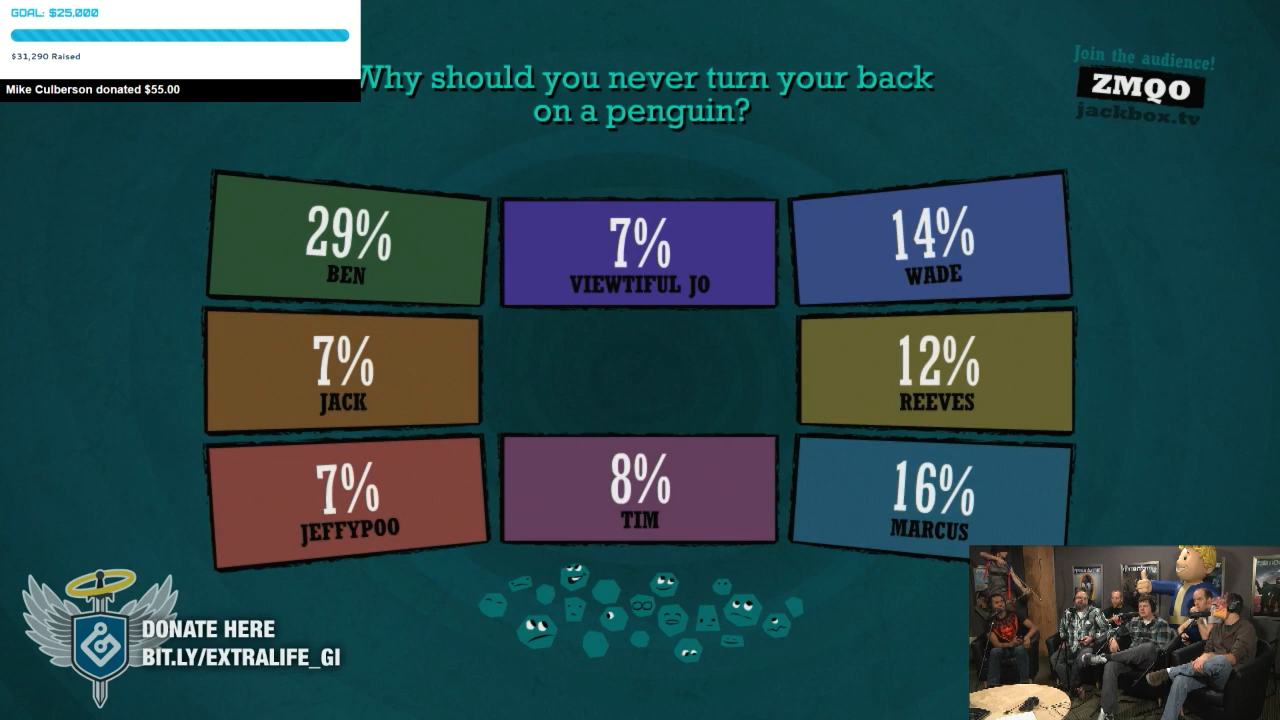 GOAL: $25,000
$31,290 Raised
Mike Culberson donated $55.00
Why should you never turn your back
on a penguin?
Join the audience!
ZMQO
jackbox.tv
29%
BEN
7%
VIEWTIFUL JO
14%
WADE
7%
JACK
12%
REEVES
7%
JEFFYPOO
8%
TIM
16%
MARCUS
DONATE HERE
BIT.LY/EXTRALIFE_GI